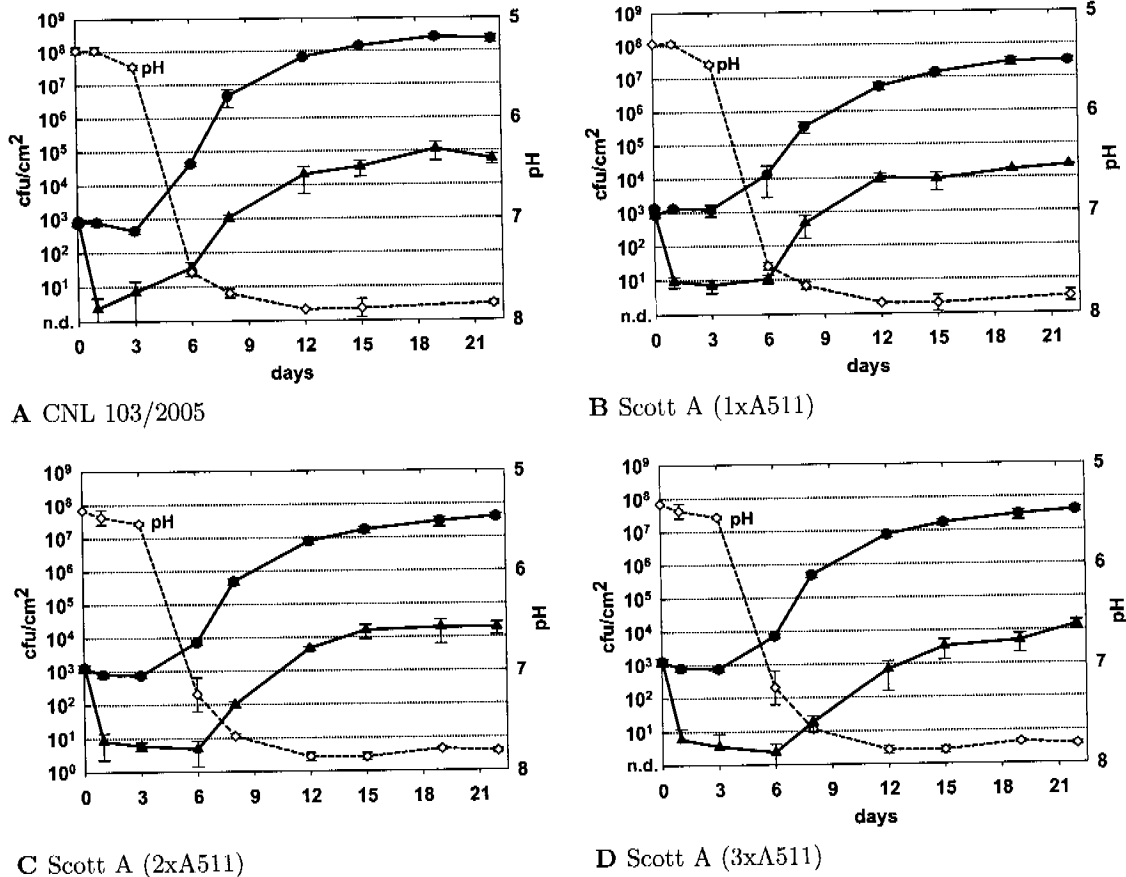 10⁹
10⁸
10⁷
10⁶
10⁵
10⁴
10³
10²
10¹
n.d.
cfu/cm²
pH
5
6
7
8
pH
0 3 6 9 12 15 18 21
days
A CNL 103/2005
10⁹
10⁸
10⁷
10⁶
10⁵
10⁴
10³
10²
10¹
n.d.
cfu/cm²
pH
5
6
7
8
pH
0 3 6 9 12 15 18 21
days
B Scott A (1xA511)
10⁹
10⁸
10⁷
10⁶
10⁵
10⁴
10³
10²
10¹
10⁰
cfu/cm²
pH
5
6
7
8
pH
0 3 6 9 12 15 18 21
days
C Scott A (2xA511)
10⁹
10⁸
10⁷
10⁶
10⁵
10⁴
10³
10²
10¹
n.d.
cfu/cm²
pH
5
6
7
8
pH
0 3 6 9 12 15 18 21
days
D Scott A (3xA511)